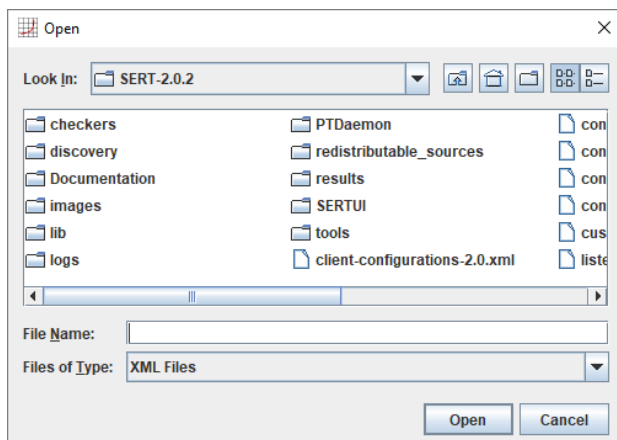 Open
Look In: SERT-2.0.2
checkers
discovery
Documentation
images
lib
logs
PTDaemon
redistributable_sources
results
SERTUI
tools
client-configurations-2.0.xml
con
con
con
con
cus
liste
File Name:
Files of Type: XML Files
Open Cancel